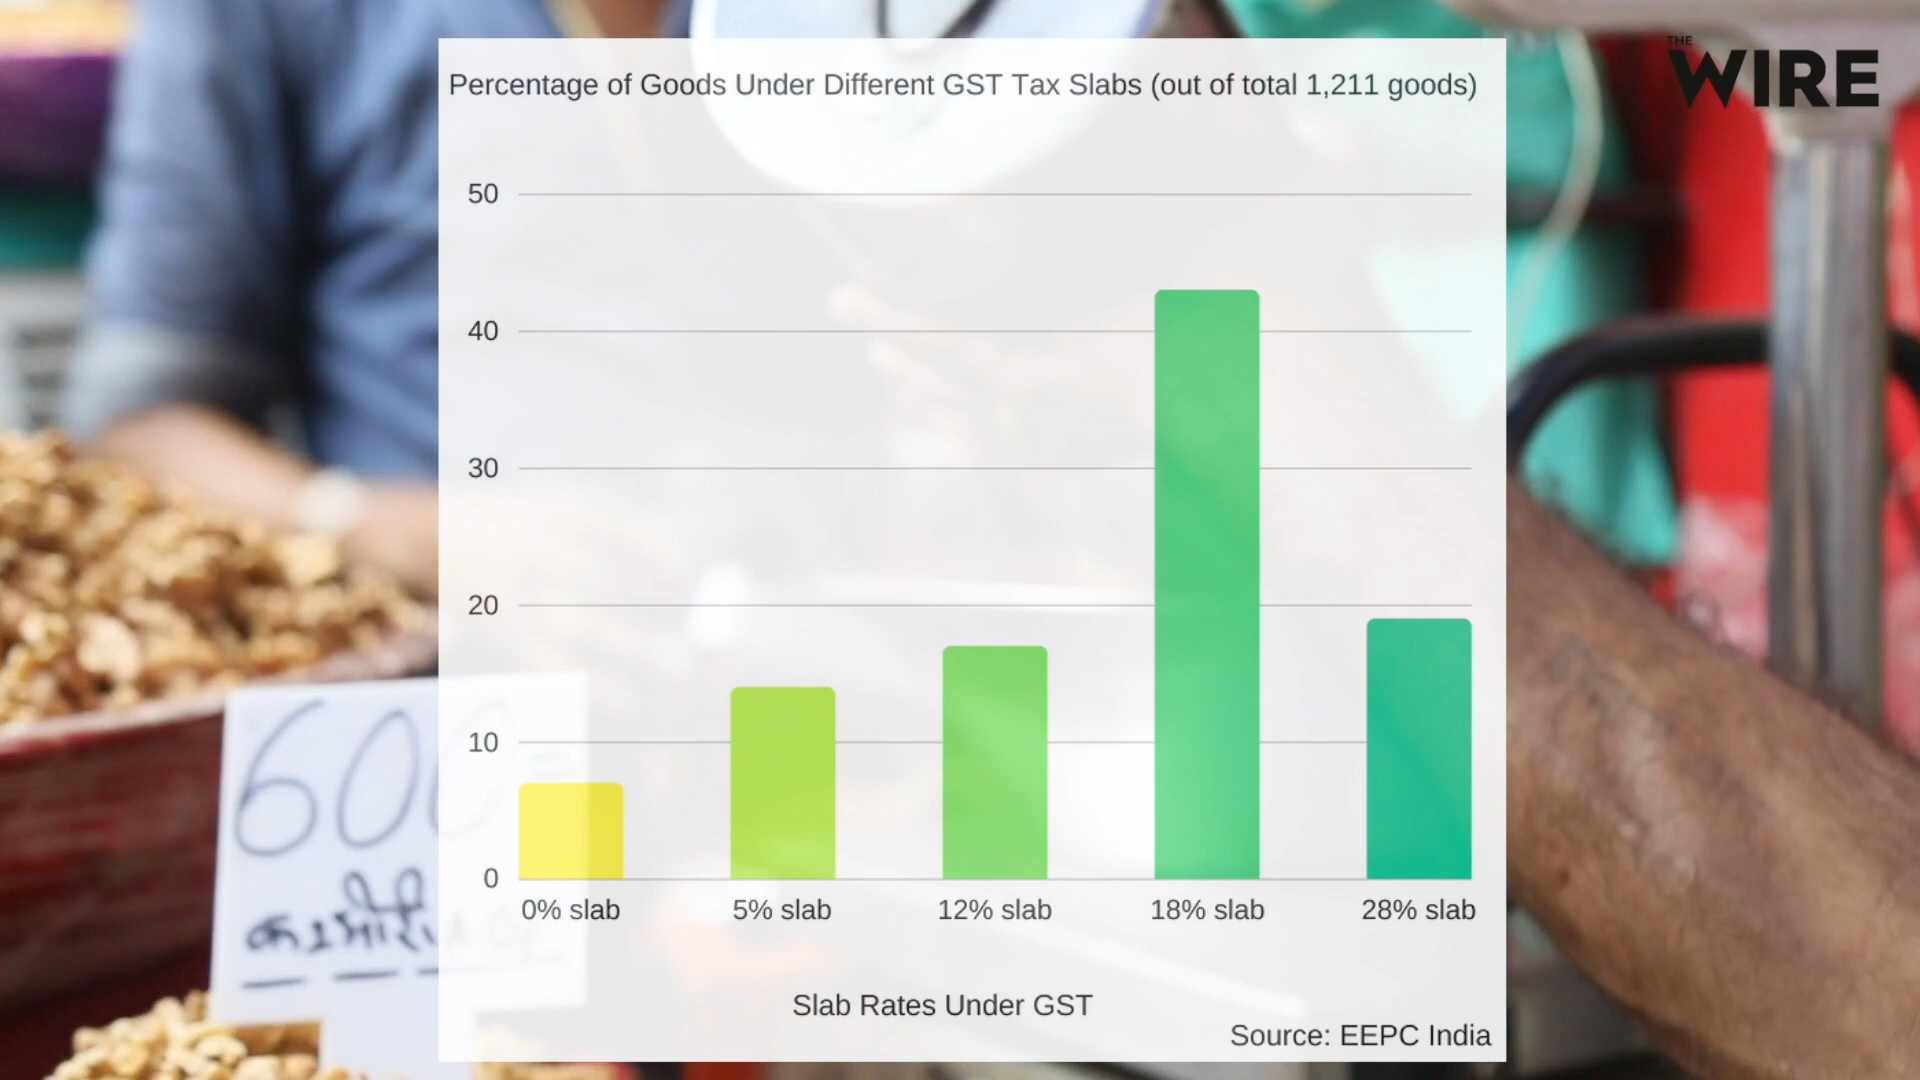 THE
WIRE
Percentage of Goods Under Different GST Tax Slabs (out of total 1,211 goods)
50
40
30
20
10
0
0% slab
5% slab
12% slab
18% slab
28% slab
Slab Rates Under GST
Source: EEPC India
600